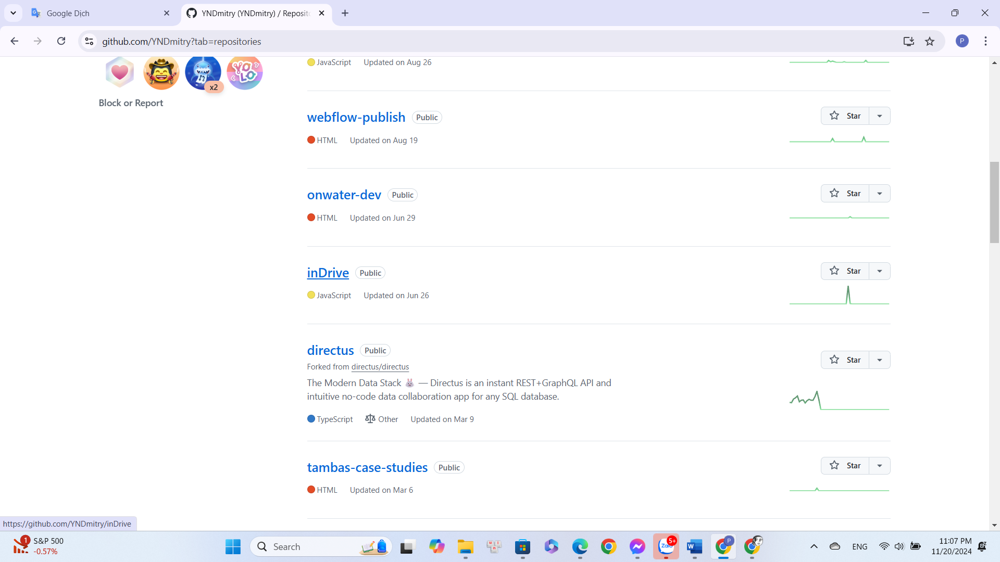 Google Dịch
YNDmitry (YNDmitry) / Reposito
github.com/YNDmitry?tab=repositories
P
YOLO
x2
Block or Report
JavaScript Updated on Aug 26
webflow-publish Public Star
HTML Updated on Aug 19
onwater-dev Public Star
HTML Updated on Jun 29
inDrive Public Star
JavaScript Updated on Jun 26
directus Public Star
Forked from directus/directus
The Modern Data Stack 🐰 — Directus is an instant REST+GraphQL API and
intuitive no-code data collaboration app for any SQL database.
TypeScript Other Updated on Mar 9
tambas-case-studies Public Star
HTML Updated on Mar 6
https://github.com/YNDmitry/inDrive
1 S&P 500
-0.57%
Search
Zalo 5+
W
P
ENG
11:07 PM
11/20/2024